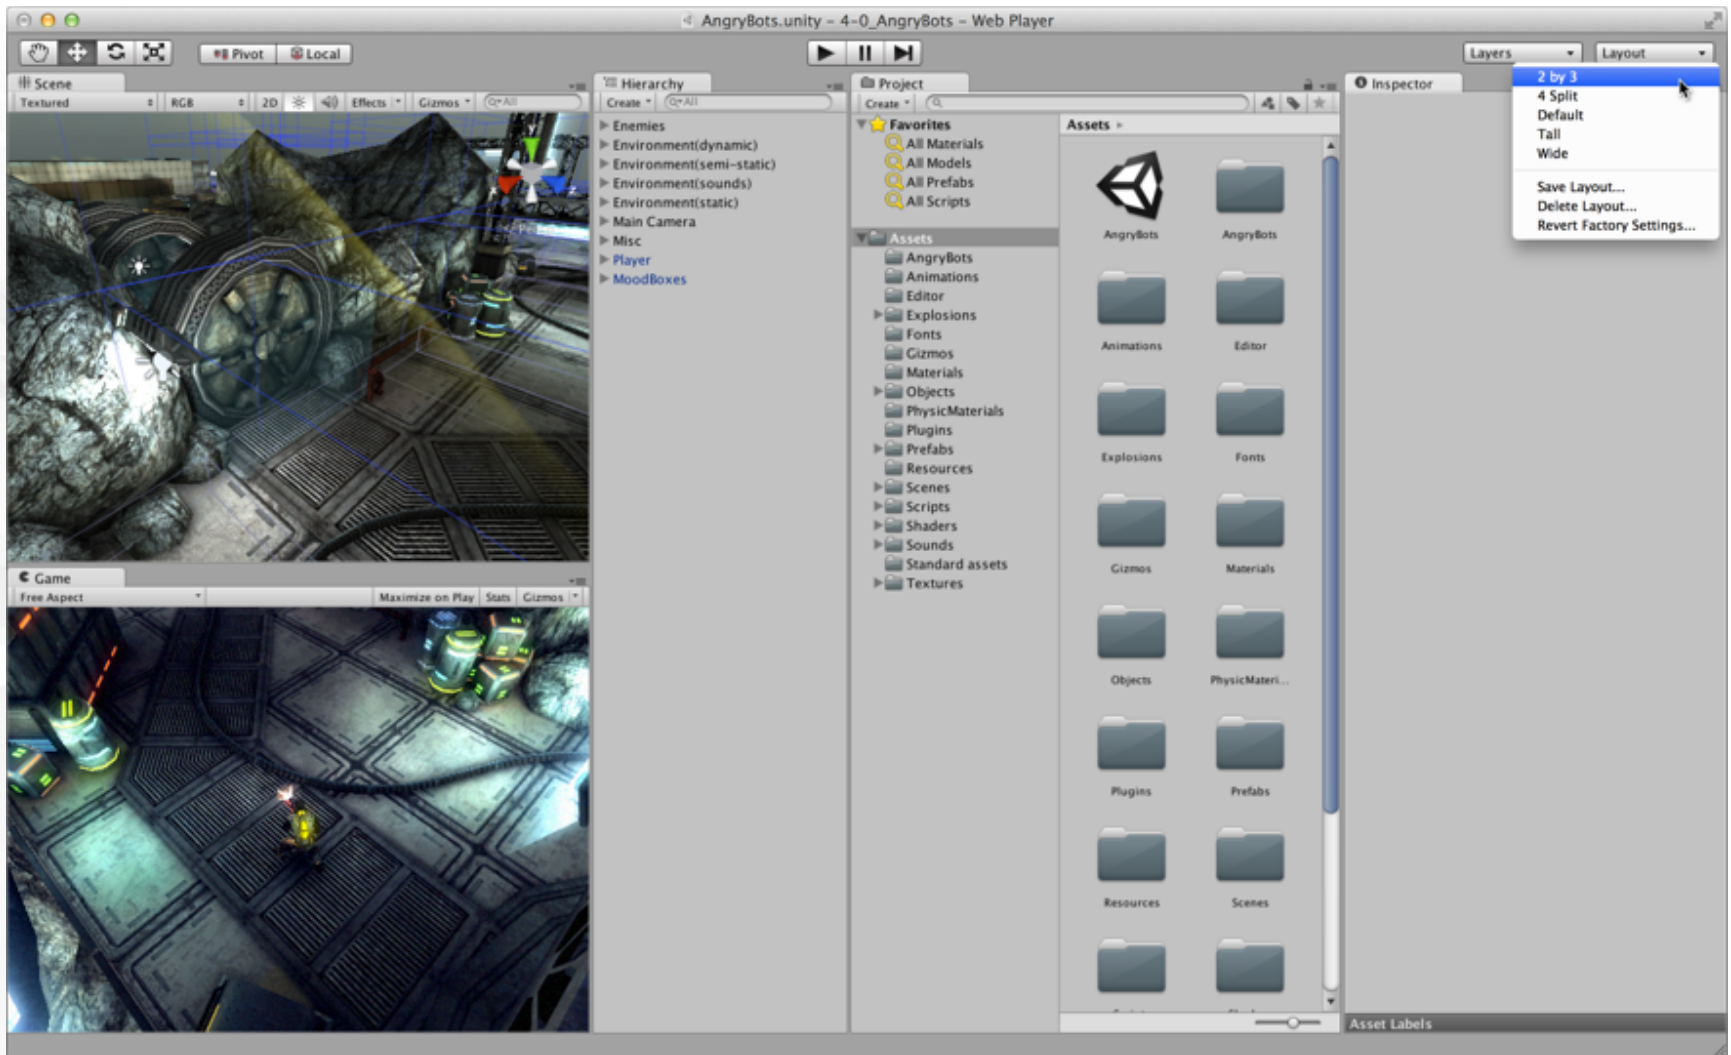 AngryBots.unity – 4-0_AngryBots – Web Player
Pivot
Local
Layers
Layout
2 by 3
4 Split
Default
Tall
Wide
Save Layout...
Delete Layout...
Revert Factory Settings...
Scene
Textured
RGB
2D
Effects
Gizmos
All
Game
Free Aspect
Maximize on Play
Stats
Gizmos
Hierarchy
Create
All
Enemies
Environment(dynamic)
Environment(semi-static)
Environment(sounds)
Environment(static)
Main Camera
Misc
Player
MoodBoxes
Project
Create
Favorites
All Materials
All Models
All Prefabs
All Scripts
Assets
AngryBots
Animations
Editor
Explosions
Fonts
Gizmos
Materials
Objects
PhysicMaterials
Plugins
Prefabs
Resources
Scenes
Scripts
Shaders
Sounds
Standard assets
Textures
Assets
AngryBots
AngryBots
Animations
Editor
Explosions
Fonts
Gizmos
Materials
Objects
PhysicMateri...
Plugins
Prefabs
Resources
Scenes
Inspector
Asset Labels